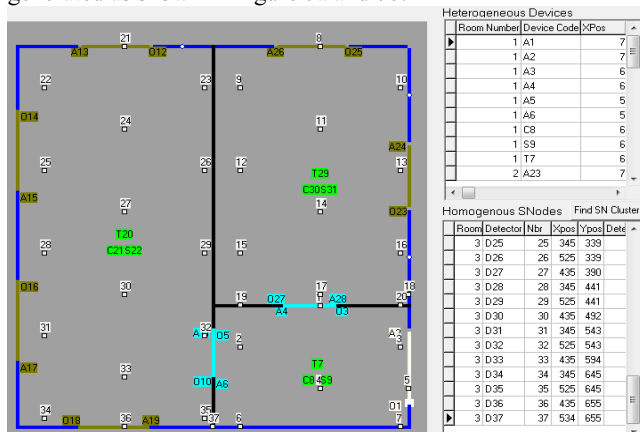 Heterogeneous Devices
Room Number Device Code XPos
1 A1 7
1 A2 7
1 A3 6
1 A4 6
1 A5 5
1 A6 5
1 C8 6
1 S9 6
1 T7 6
2 A23 7
Homogenous SNodes Find SN Cluster
Room Detector Nbr Xpos Ypos Dete
3 D25 25 345 339
3 D26 26 525 339
3 D27 27 435 390
3 D28 28 345 441
3 D29 29 525 441
3 D30 30 435 492
3 D31 31 345 543
3 D32 32 525 543
3 D33 33 435 594
3 D34 34 345 645
3 D35 35 525 645
3 D36 36 435 655
3 D37 37 534 655
21 8
A13 O12 A26 O25
22 23 9 10
O14 24 11
A24
25 26 12 13
T29
A15 C30S31
27 14 O23
T20
C21S22
28 29 15 16
O16 30 17 18
19 O27 A28 20
A4 O3
31 32 O5
2 3
A17 33 T7
O10 A6 C8 4 S9 5
34 35 O1
O18 36 A19 37 6 7